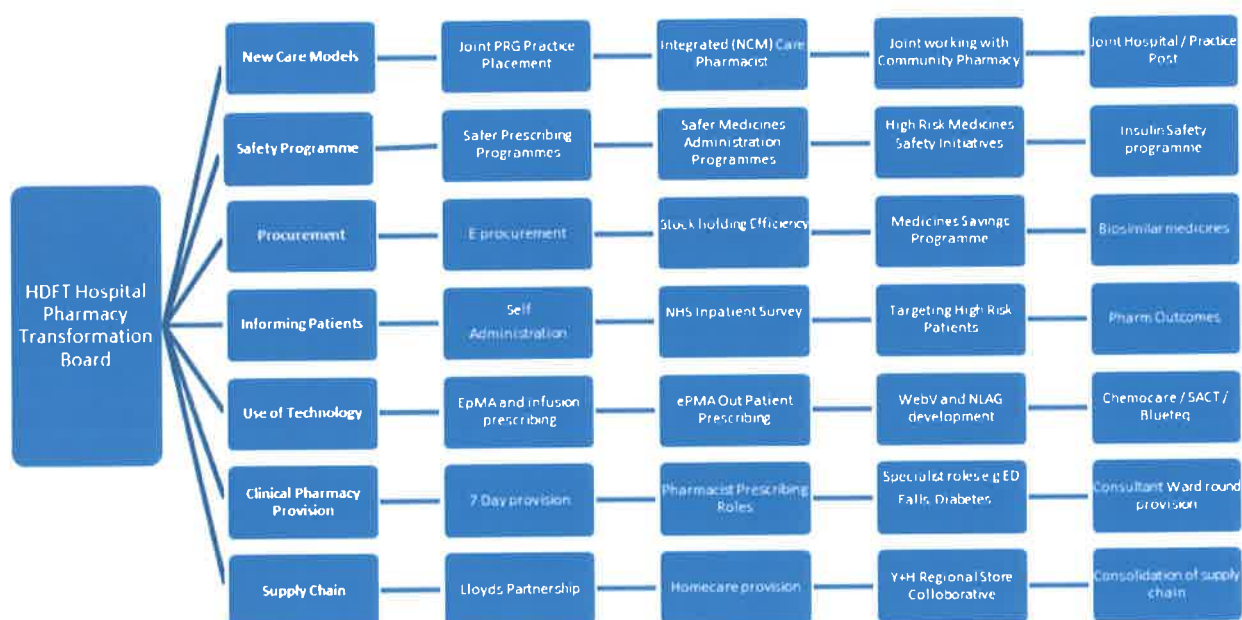 HDFT Hospital
Pharmacy
Transformation
Board
New Care Models
Joint PRG Practice
Placement
Integrated (NCM) Care
Pharmacist
Joint working with
Community Pharmacy
Joint Hospital / Practice
Post
Safety Programme
Safer Prescribing
Programmes
Safer Medicines
Administration
Programmes
High Risk Medicines
Safety Initiatives
Insulin Safety
programme
Procurement
E procurement
Stock holding Efficiency
Medicines Savings
Programme
Biosimilar medicines
Informing Patients
Self
Administration
NHS Inpatient Survey
Targeting High Risk
Patients
Pharm Outcomes
Use of Technology
EpMA and infusion
prescribing
ePMA Out Patient
Prescribing
WebV and NLAG
development
Chemocare / SACT /
Blueteq
Clinical Pharmacy
Provision
7 Day provision
Pharmacist Prescribing
Roles
Specialist roles e.g ED
Falls, Diabetes
Consultant Ward round
provision
Supply Chain
Lloyds Partnership
Homecare provision
Y+H Regional Store
Colloborative
Consolidation of supply
chain